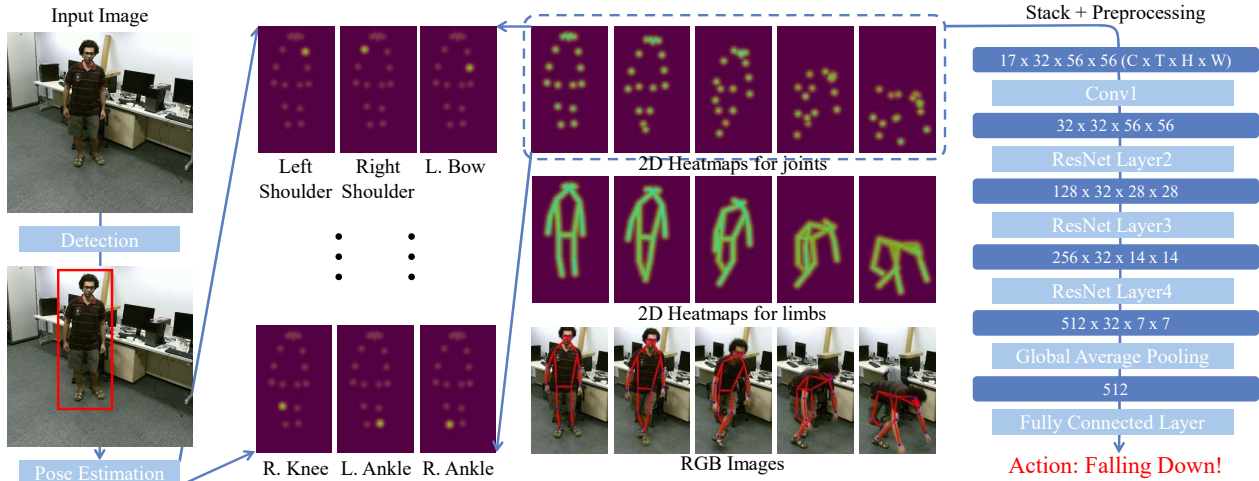 Input Image
Detection
Pose Estimation
Left
Shoulder
Right
Shoulder
L. Bow
R. Knee
L. Ankle
R. Ankle
2D Heatmaps for joints
2D Heatmaps for limbs
RGB Images
Stack + Preprocessing
17 x 32 x 56 x 56 (C x T x H x W)
Conv1
32 x 32 x 56 x 56
ResNet Layer2
128 x 32 x 28 x 28
ResNet Layer3
256 x 32 x 14 x 14
ResNet Layer4
512 x 32 x 7 x 7
Global Average Pooling
512
Fully Connected Layer
Action: Falling Down!